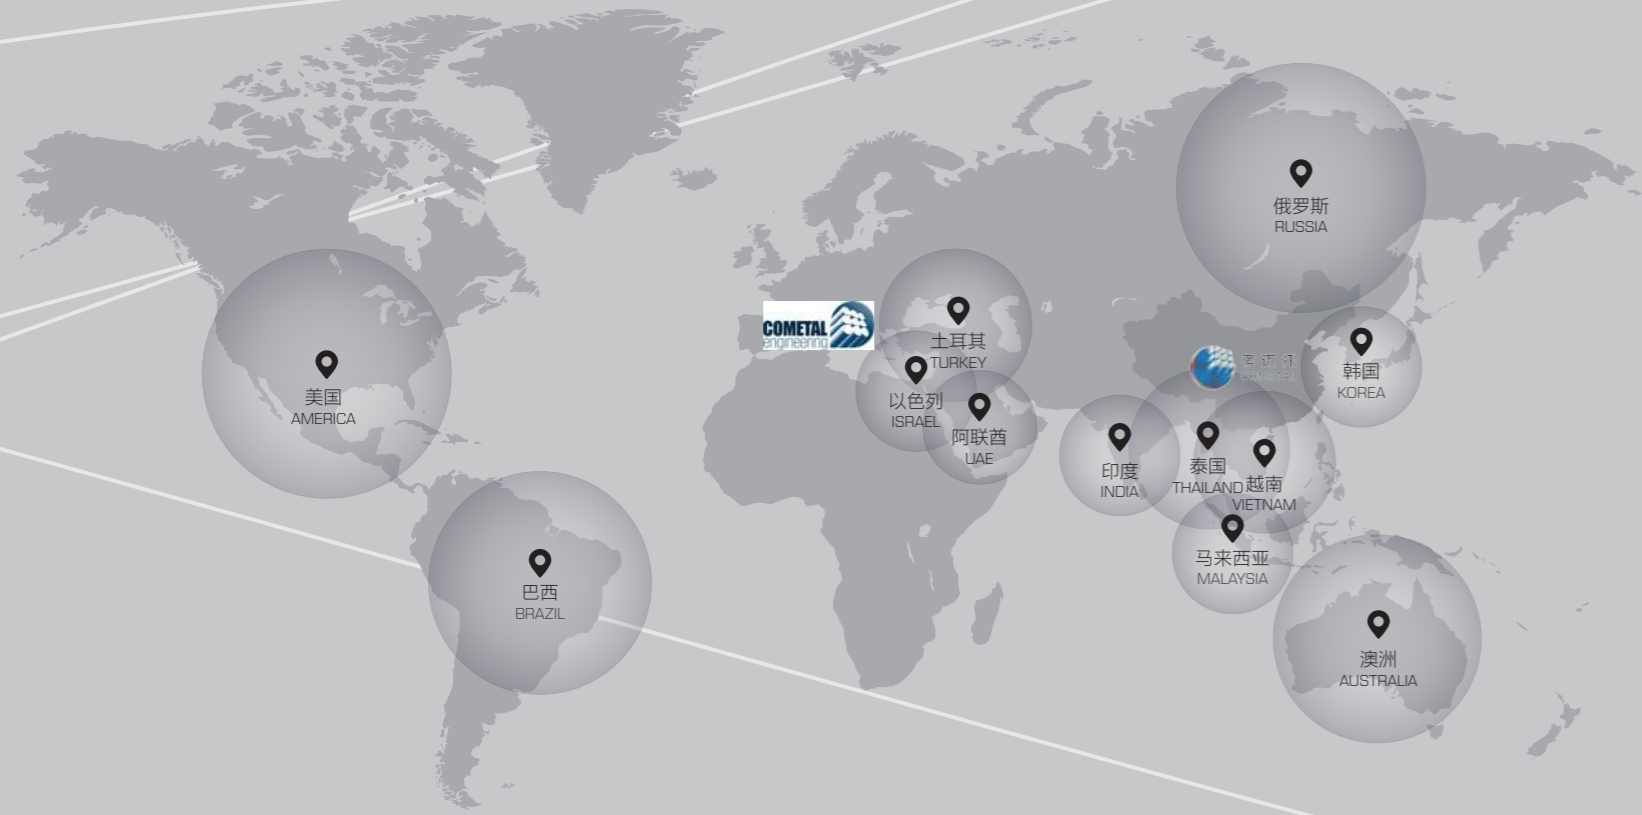 俄罗斯
RUSSIA
COMETAL
engineering
土耳其
TURKEY
韩国
KOREA
美国
AMERICA
以色列
ISRAEL
阿联酋
UAE
印度
INDIA
泰国
THAILAND
越南
VIETNAM
马来西亚
MALAYSIA
巴西
BRAZIL
澳洲
AUSTRALIA